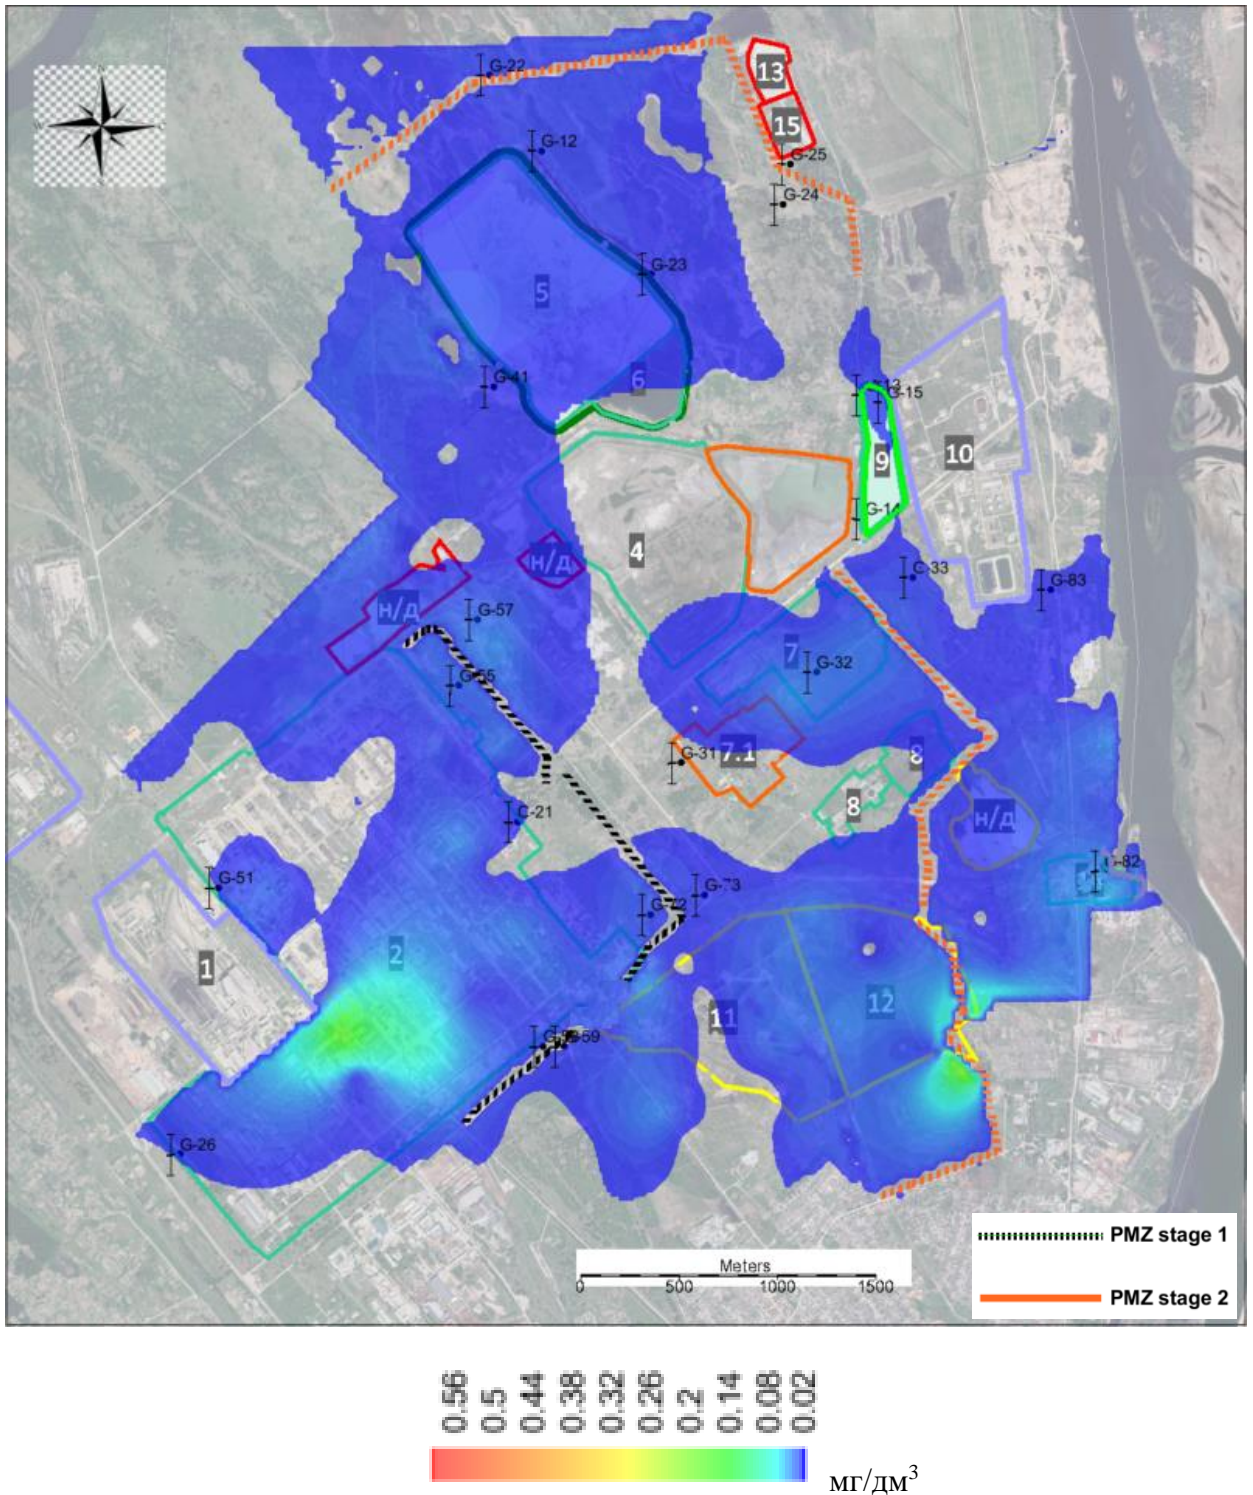 G-22
13
G-12
15
G-25
G-24
G-23
5
6
G-41
G-15
9
10
G-14
4
н/д
C-33
G-83
н/д
G-57
7
G-32
G-55
G-31
7.1
8
8
C-21
н/д
G-82
G-51
G-73
G-72
2
1
12
11
G-26
PMZ stage 1
PMZ stage 2
Meters
0 500 1000 1500
0.56 0.5 0.44 0.38 0.32 0.26 0.2 0.14 0.08 0.02
мг/дм³